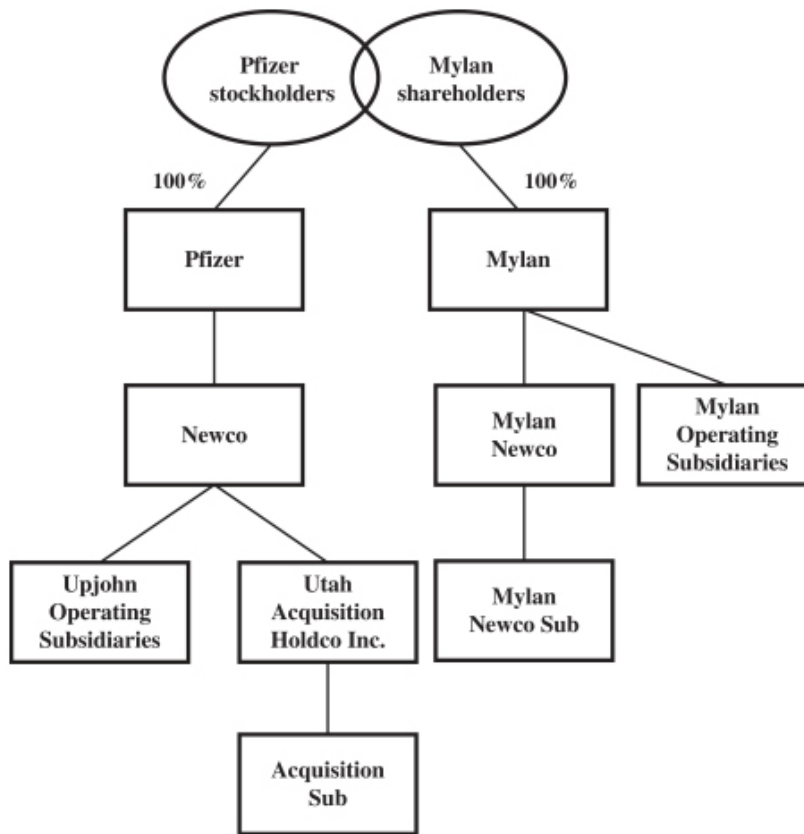 Pfizer
stockholders
Mylan
shareholders
100%
100%
Pfizer
Mylan
Newco
Mylan
Newco
Mylan
Operating
Subsidiaries
Upjohn
Operating
Subsidiaries
Utah
Acquisition
Holdco Inc.
Mylan
Newco Sub
Acquisition
Sub